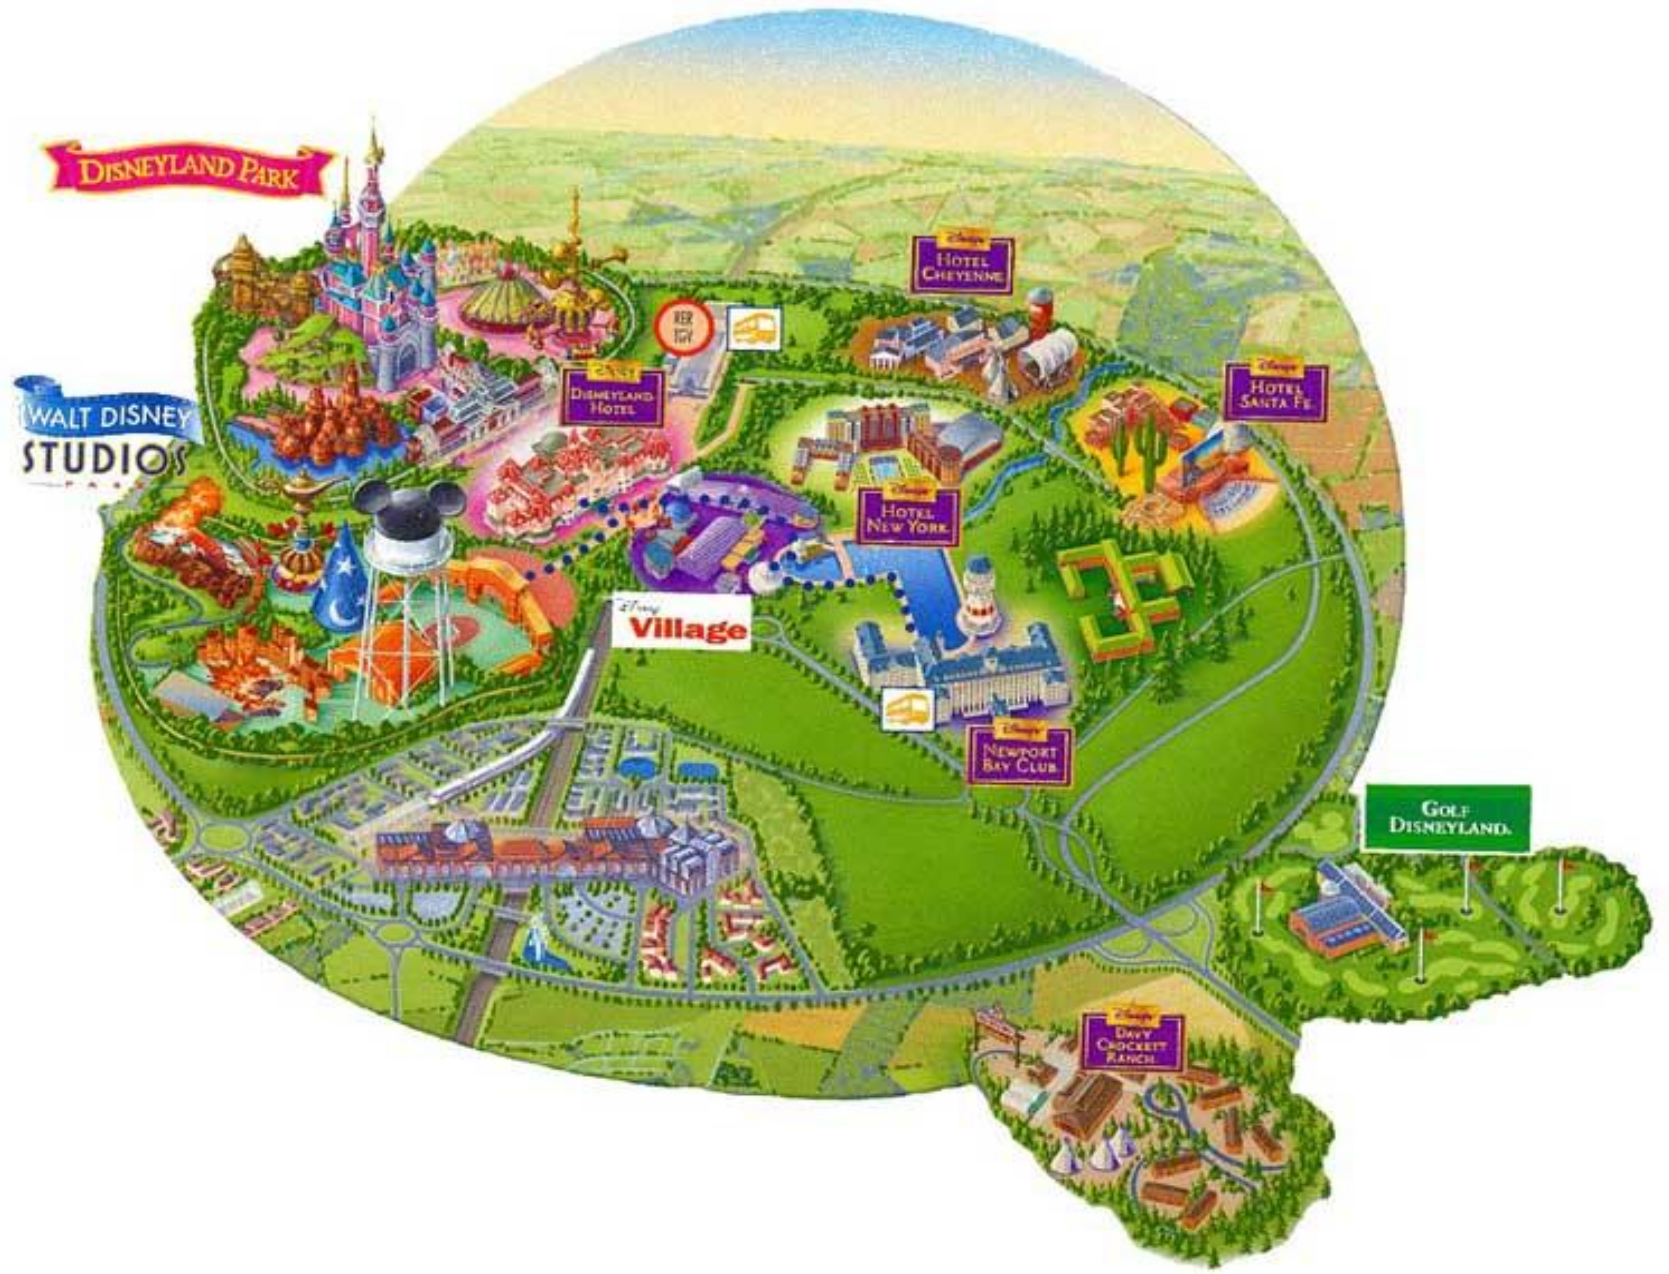 DISNEYLAND PARK
WALT DISNEY
STUDIOS
PARK
RER
TGV
DISNEYLAND
HOTEL
Disney's
HOTEL
CHEYENNE
Disney's
HOTEL
SANTA FE
Disney's
HOTEL
NEW YORK
Disney
Village
Disney's
NEWPORT
BAY CLUB
GOLF
DISNEYLAND
Disney's
DAVY
CROCKETT
RANCH